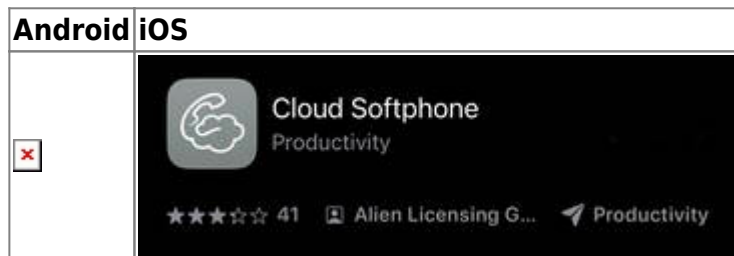 Android iOS
Cloud Softphone
Productivity
★★★☆☆ 41 Alien Licensing G... Productivity